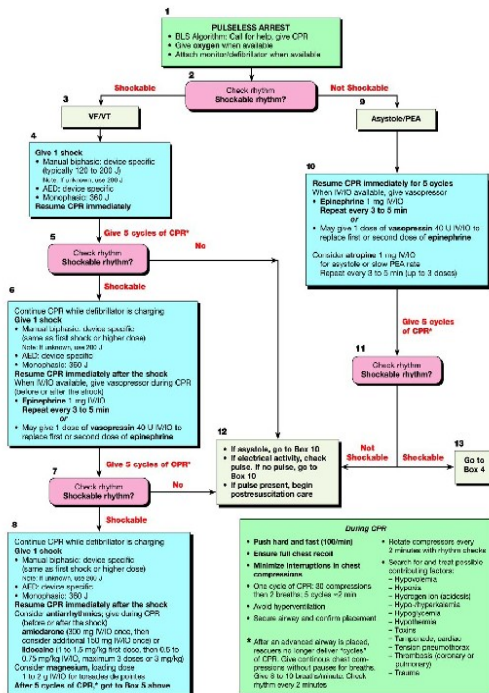 1
PULSELESS ARREST
• BLS Algorithm: Call for help, give CPR
• Give oxygen when available
• Attach monitor/defibrillator when available
2
Shockable
Check rhythm
Shockable rhythm?
Not Shockable
3
VF/VT
9
Asystole/PEA
4
Give 1 shock
• Manual biphasic: device specific
(typically 120 to 200 J)
Note: If unknown, use 200 J
• AED: device specific
• Monophasic: 360 J
Resume CPR immediately
10
Resume CPR immediately for 5 cycles
When IV/IO available, give vasopressor
• Epinephrine 1 mg IV/IO
Repeat every 3 to 5 min
or
• May give 1 dose of vasopressin 40 U IV/IO to
replace first or second dose of epinephrine
Consider atropine 1 mg IV/IO
for asystole or slow PEA rate
Repeat every 3 to 5 min (up to 3 doses)
Give 5 cycles of CPR*
5
Check rhythm
Shockable rhythm?
No
Shockable
6
Continue CPR while defibrillator is charging
Give 1 shock
• Manual biphasic: device specific
(same as first shock or higher dose)
Note: If unknown, use 200 J
• AED: device specific
• Monophasic: 360 J
Resume CPR immediately after the shock
When IV/IO available, give vasopressor during CPR
(before or after the shock)
• Epinephrine 1 mg IV/IO
Repeat every 3 to 5 min
or
• May give 1 dose of vasopressin 40 U IV/IO to
replace first or second dose of epinephrine
Give 5 cycles
of CPR*
11
Check rhythm
Shockable rhythm?
Not
Shockable
Shockable
12
• If asystole, go to Box 10
• If electrical activity, check
pulse. If no pulse, go to
Box 10
• If pulse present, begin
postresuscitation care
13
Go to
Box 4
Give 5 cycles of CPR*
7
Check rhythm
Shockable rhythm?
No
Shockable
8
Continue CPR while defibrillator is charging
Give 1 shock
• Manual biphasic: device specific
(same as first shock or higher dose)
Note: If unknown, use 200 J
• AED: device specific
• Monophasic: 360 J
Resume CPR immediately after the shock
Consider antiarrhythmics; give during CPR
(before or after the shock)
amiodarone (300 mg IV/IO once, then
consider additional 150 mg IV/IO once) or
lidocaine (1 to 1.5 mg/kg first dose, then 0.5 to
0.75 mg/kg IV/IO, maximum 3 doses or 3 mg/kg)
Consider magnesium, loading dose
1 to 2 g IV/IO for torsades de pointes
After 5 cycles of CPR,* go to Box 5 above
During CPR
• Push hard and fast (100/min)
• Ensure full chest recoil
• Minimize interruptions in chest
compressions
• One cycle of CPR: 30 compressions
then 2 breaths; 5 cycles ≈2 min
• Avoid hyperventilation
• Secure airway and confirm placement
* After an advanced airway is placed,
rescuers no longer deliver "cycles"
of CPR. Give continuous chest com-
pressions without pauses for breaths.
Give 8 to 10 breaths/minute. Check
rhythm every 2 minutes
• Rotate compressors every
2 minutes with rhythm checks
• Search for and treat possible
contributing factors:
– Hypovolemia
– Hypoxia
– Hydrogen ion (acidosis)
– Hypo-/hyperkalemia
– Hypoglycemia
– Hypothermia
– Toxins
– Tamponade, cardiac
– Tension pneumothorax
– Thrombosis (coronary or
pulmonary)
– Trauma